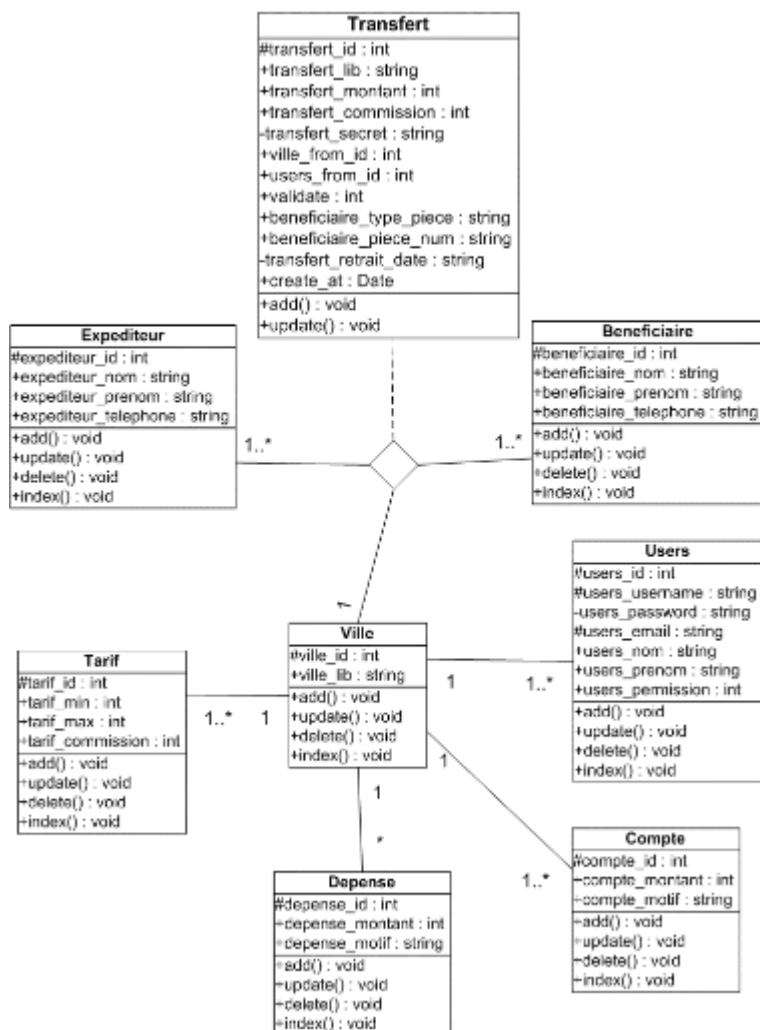 Transfert
#transfert_id : int
+transfert_lib : string
+transfert_montant : int
+transfert_commission : int
-transfert_secret : string
+ville_from_id : int
+users_from_id : int
+validate : int
+beneficiaire_type_piece : string
+beneficiaire_piece_num : string
-transfert_retrait_date : string
+create_at : Date
+add() : void
+update() : void
Expediteur
#expediteur_id : int
+expediteur_nom : string
+expediteur_prenom : string
+expediteur_telephone : string
+add() : void
+update() : void
+delete() : void
+index() : void
1..*
Beneficiaire
#beneficiaire_id : int
+beneficiaire_nom : string
+beneficiaire_prenom : string
+beneficiaire_telephone : string
+add() : void
+update() : void
+delete() : void
+index() : void
1..*
1
Users
#users_id : int
#users_username : string
-users_password : string
#users_email : string
+users_nom : string
+users_prenom : string
+users_permission : int
+add() : void
+update() : void
+delete() : void
+index() : void
Ville
#ville_id : int
+ville_lib : string
+add() : void
+update() : void
+delete() : void
+index() : void
1
1..*
Tarif
#tarif_id : int
+tarif_min : int
+tarif_max : int
+tarif_commission : int
+add() : void
+update() : void
+delete() : void
+index() : void
1..*
1
1
1..*
1
*
Compte
#compte_id : int
+compte_montant : int
+compte_motif : string
+add() : void
+update() : void
+delete() : void
+index() : void
Depense
#depense_id : int
+depense_montant : int
+depense_motif : string
+add() : void
+update() : void
+delete() : void
+index() : void